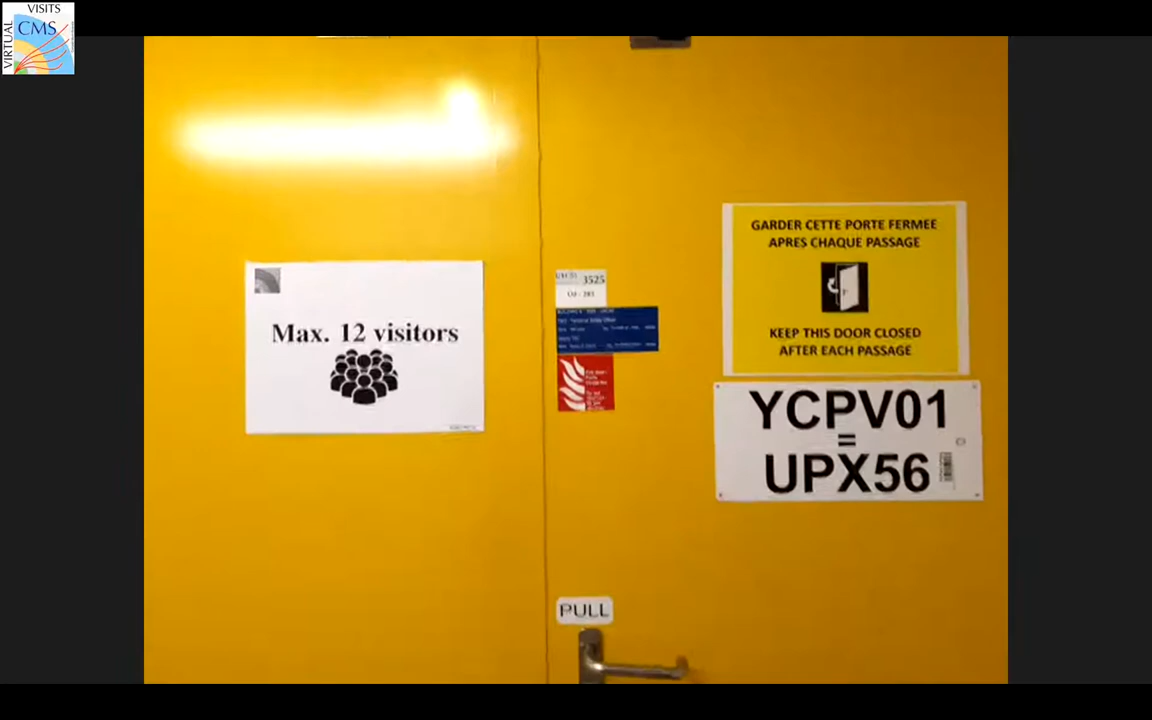 VISITS
VIRTUAL
CMS
Max. 12 visitors
3525
GARDER CETTE PORTE FERMEE
APRES CHAQUE PASSAGE
KEEP THIS DOOR CLOSED
AFTER EACH PASSAGE
YCPV01
=
UPX56
PULL